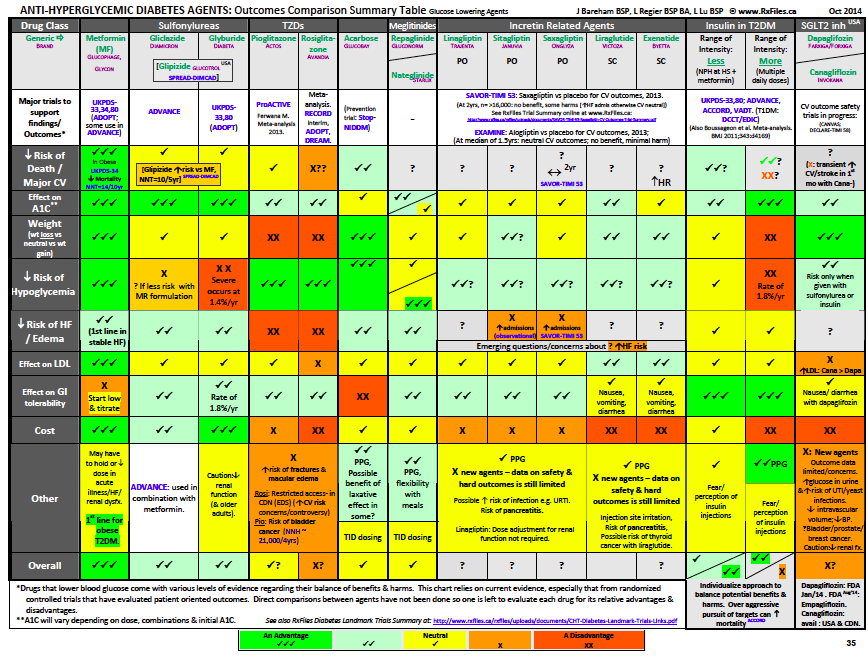 ANTI-HYPERGLYCEMIC DIABETES AGENTS: Outcomes Comparison Summary Table Glucose Lowering Agents J Bareham BSP, L Regier BSP BA, L Lu BSP © www.RxFiles.ca Oct 2014
Drug Class Sulfonylureas TZDs Meglitinides Incretin Related Agents Insulin in T2DM SGLT2 inh USA
Generic ⇨
BRAND
Metformin
(MF)
GLUCOPHAGE,
GLYCON
Gliclazide
DIAMICRON
Glyburide
DIABETA
[Glipizide GLUCOTROL USA
SPREAD-DIMCAD]
Pioglitazone
ACTOS
Rosiglita-
zone
AVANDIA
Acarbose
GLUCOBAY
Repaglinide
GLUCONORM
Nateglinide
STARLIX
Linagliptin
TRAJENTA
PO
Sitagliptin
JANUVIA
PO
Saxagliptin
ONGLYZA
PO
Liraglutide
VICTOZA
SC
Exenatide
BYETTA
SC
Range of
Intensity:
Less
(NPH at HS +
metformin)
Range of
Intensity:
More
(Multiple
daily doses)
Dapagliflozin
FARXIGA/FORXIGA
Canagliflozin
INVOKANA
Major trials to
support
findings/
Outcomes*
UKPDS-
33,34,80
(ADOPT;
some use in
ADVANCE)
ADVANCE
UKPDS-
33,80
(ADOPT)
ProACTIVE
Ferwana M.
Meta-analysis
2013.
Meta-
analysis.
RECORD
interim,
ADOPT,
DREAM.
(Prevention
trial: Stop-
NIDDM)
–
SAVOR-TIMI 53: Saxagliptin vs placebo for CV outcomes, 2013.
(At 2yrs, n= >16,000; no benefit, some harms [↑HF admis otherwise CV neutral])
See RxFiles Trial Summary online at www.RxFiles.ca:
EXAMINE: Alogliptin vs placebo for CV outcomes, 2013;
(At median of 1.5yrs: neutral CV outcomes; no benefit, minimal harm)
UKPDS-33,80; ADVANCE,
ACCORD, VADT. [T1DM:
DCCT/EDIC]
(Also Boussageon et al. Meta-analysis.
BMJ 2011;343:d4169)
CV outcome safety
trials in progress:
(CANVAS;
DECLARE-TIMI 58)
↓ Risk of
Death /
Major CV
✓✓✓
In Obese
UKPDS-34
↓ Mortality
NNT=14/10yr
✓ ✓
[Glipizide ↑risk vs MF,
NNT=10/5yr] SPREAD-DIMCAD
✓ X?? ✓✓ ? ? ?
?
↔ 2yr
SAVOR-TIMI 53
?
?
↑HR
✓✓?
✓✓?
XX?
?
[X: transient ↑
CV/stroke in 1st
mo with Cana-]
Effect on
A1C**
✓✓✓ ✓✓✓ ✓✓✓ ✓✓ ✓✓ ✓ ✓✓ ✓ ✓ ✓ ✓ ✓✓ ✓ ✓✓ ✓✓✓ ✓✓
Weight
(wt loss vs
neutral vs wt
gain)
✓✓✓ ✓ ✓ XX XX ✓✓✓ ✓ ✓ ✓✓? ✓ ✓✓ ✓✓ ✓ XX ✓✓✓
↓ Risk of
Hypoglycemia
✓✓✓
X
? If less risk with
MR formulation
X X
Severe
occurs at
1.4%/yr
✓✓✓ ✓✓✓ ✓✓✓ ✓ ✓✓✓ ✓✓? ✓✓? ✓✓? ✓✓? ✓✓? ✓
XX
Rate of
1.8%/yr
✓✓
Risk only when
given with
sulfonylurea or
insulin
↓ Risk of HF
/ Edema
✓✓
(1st line in
stable HF)
✓✓ ✓✓ XX XX ✓✓ ✓✓ ?
X
↑admissions
(observational)
X
↑admissions
SAVOR-TIMI 53
? ? ✓ ✓ ?
Emerging questions/concerns about ? ↑HF risk
Effect on LDL ✓✓✓ ✓ ✓ ✓ X ✓ ✓ ✓ ✓ ✓ ✓✓ ✓✓ ✓ ✓
X
↑LDL: Cana > Dapa
Effect on GI
tolerability
X
Start low
& titrate
✓✓
✓✓
Rate of
1.8%/yr
✓✓ ✓✓ XX ✓✓ ✓✓ ✓✓ ✓✓
✓
Nausea,
vomiting,
diarrhea
✓
Nausea,
vomiting,
diarrhea
✓✓✓ ✓✓✓
✓✓
Nausea/ diarrhea
with dapaglifozin
Cost ✓✓✓ ✓✓ ✓✓✓ X XX ✓ ✓ X X X XX XX ✓ XX XX
Other
May have
to hold or ↓
dose in
acute
illness/HF/
renal dysfx.
1st line for
obese
T2DM.
ADVANCE: used in
combination with
metformin.
Caution↓
renal
function
(& older
adults).
X
↑risk of fractures &
macular edema
Rosi: Restricted access- in
CDN (EDS) (↑CV risk
concerns/controversy)
Pio: Risk of bladder
cancer (NNH ~
21,000/4yrs)
✓✓
PPG,
Possible
benefit of
laxative
effect in
some?
TID dosing
✓✓
PPG,
flexibility
with
meals
TID dosing
✓ PPG
X new agents – data on safety &
hard outcomes is still limited
Possible ↑ risk of infection e.g. URTI.
Risk of pancreatitis.
Linagliptin: Dose adjustment for renal
function not required.
✓ PPG
X new agents – data on
safety & hard
outcomes is still limited
Injection site irritation,
Risk of pancreatitis,
Possible risk of thyroid
cancer with liraglutide.
✓
Fear/
perception of
insulin
injections
✓✓PPG
Fear/
perception
of insulin
injections
X: New agents
Outcome data
limited/concerns.
↑glucose in urine
&↑risk of UTI/yeast
infections.
↓ intravascular
volume;↓BP.
?Bladder/prostate/
breast cancer.
Caution↓renal fx.
Overall ✓✓✓ ✓✓ ✓✓ ✓? X? ✓ ✓ ? ? ? ? ? ✓ ✓✓ ✓✓ X X?
*Drugs that lower blood glucose come with various levels of evidence regarding their balance of benefits & harms. This chart relies on current evidence, especially that from randomized
controlled trials that have evaluated patient oriented outcomes. Direct comparisons between agents have not been done so one is left to evaluate each drug for its relative advantages &
disadvantages.
**A1C will vary depending on dose, combinations & initial A1C. See also RxFiles Diabetes Landmark Trials Summary at: http://www.rxfiles.ca/rxfiles/uploads/documents/CHT-Diabetes-Landmark-Trials-Links.pdf
Individualize approach to
balance potential benefits &
harms. Over aggressive
pursuit of targets can ↑
mortality ACCORD
Dapagliflozin: FDA
Jan/14 . FDA Aug/14:
Empagliflozin.
Canagliflozin:
avail : USA & CDN.
An Advantage Neutral A Disadvantage
✓✓✓ ✓✓ ✓ X XX
35